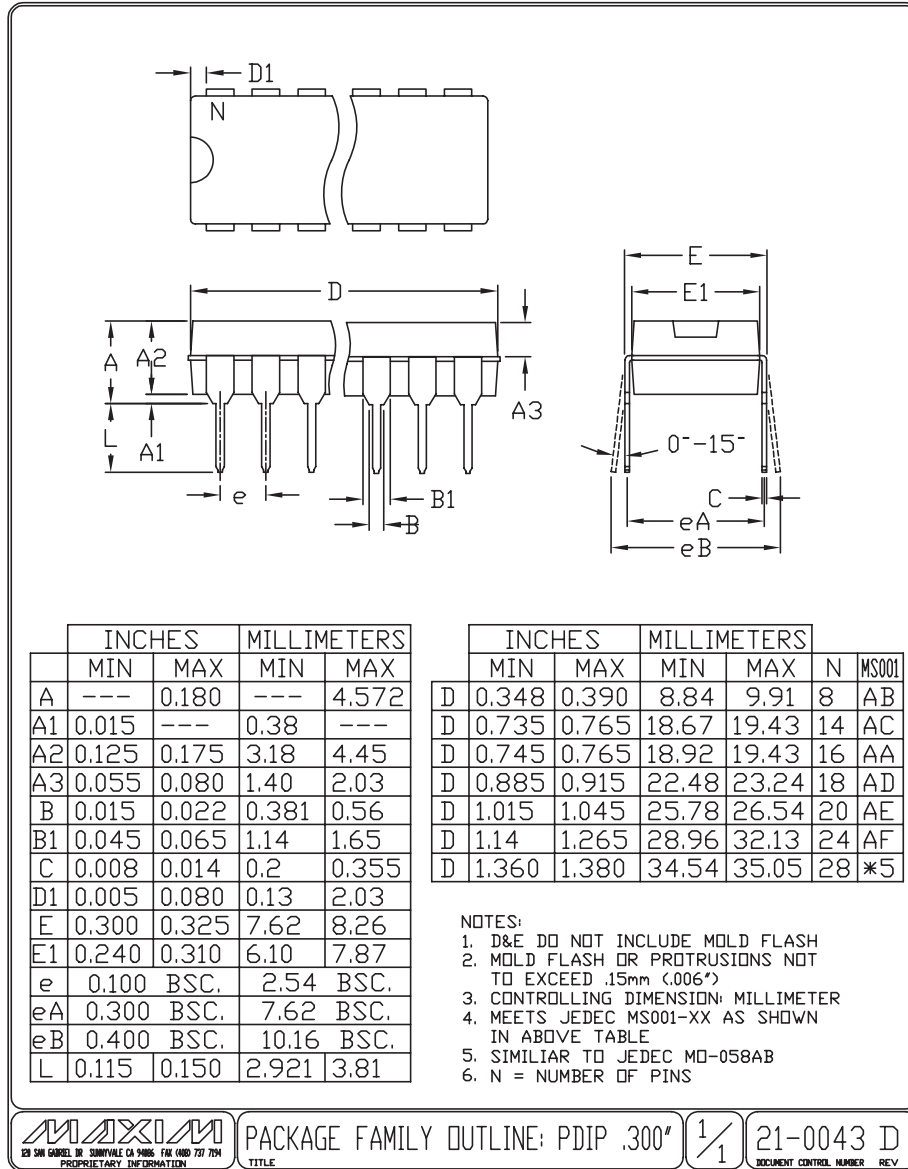 D1
N
D
E
E1
A
A2
A3
L
A1
e
B1
B
0°-15°
C
eA
eB
INCHES MILLIMETERS
MIN MAX MIN MAX
A --- 0.180 --- 4.572
A1 0.015 --- 0.38 ---
A2 0.125 0.175 3.18 4.45
A3 0.055 0.080 1.40 2.03
B 0.015 0.022 0.381 0.56
B1 0.045 0.065 1.14 1.65
C 0.008 0.014 0.2 0.355
D1 0.005 0.080 0.13 2.03
E 0.300 0.325 7.62 8.26
E1 0.240 0.310 6.10 7.87
e 0.100 BSC. 2.54 BSC.
eA 0.300 BSC. 7.62 BSC.
eB 0.400 BSC. 10.16 BSC.
L 0.115 0.150 2.921 3.81
INCHES MILLIMETERS
MIN MAX MIN MAX N MS001
D 0.348 0.390 8.84 9.91 8 AB
D 0.735 0.765 18.67 19.43 14 AC
D 0.745 0.765 18.92 19.43 16 AA
D 0.885 0.915 22.48 23.24 18 AD
D 1.015 1.045 25.78 26.54 20 AE
D 1.14 1.265 28.96 32.13 24 AF
D 1.360 1.380 34.54 35.05 28 *5
NOTES:
1. D&E DO NOT INCLUDE MOLD FLASH
2. MOLD FLASH OR PROTRUSIONS NOT
TO EXCEED .15mm (.006")
3. CONTROLLING DIMENSION: MILLIMETER
4. MEETS JEDEC MS001-XX AS SHOWN
IN ABOVE TABLE
5. SIMILIAR TO JEDEC MO-058AB
6. N = NUMBER OF PINS
MAXIM
120 SAN GABRIEL DR SUNNYVALE CA 94086 FAX (408) 737 7194
PROPRIETARY INFORMATION
PACKAGE FAMILY OUTLINE: PDIP .300"
TITLE
1/1
21-0043 D
DOCUMENT CONTROL NUMBER REV